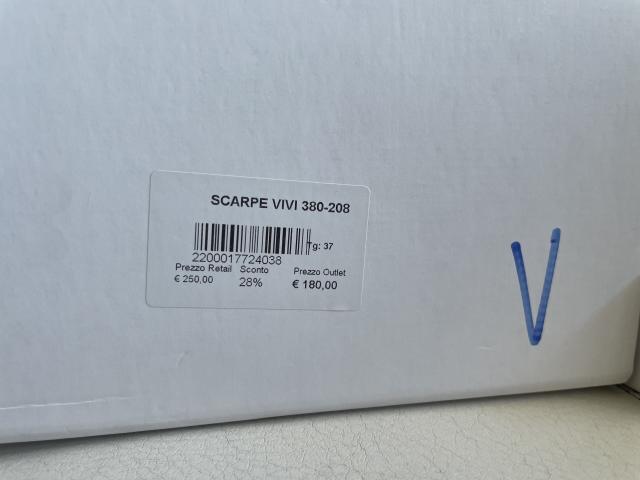 SCARPE VIVI 380-208
Tg: 37
2200017724038
Prezzo Retail Sconto Prezzo Outlet
€ 250,00 28% € 180,00
V